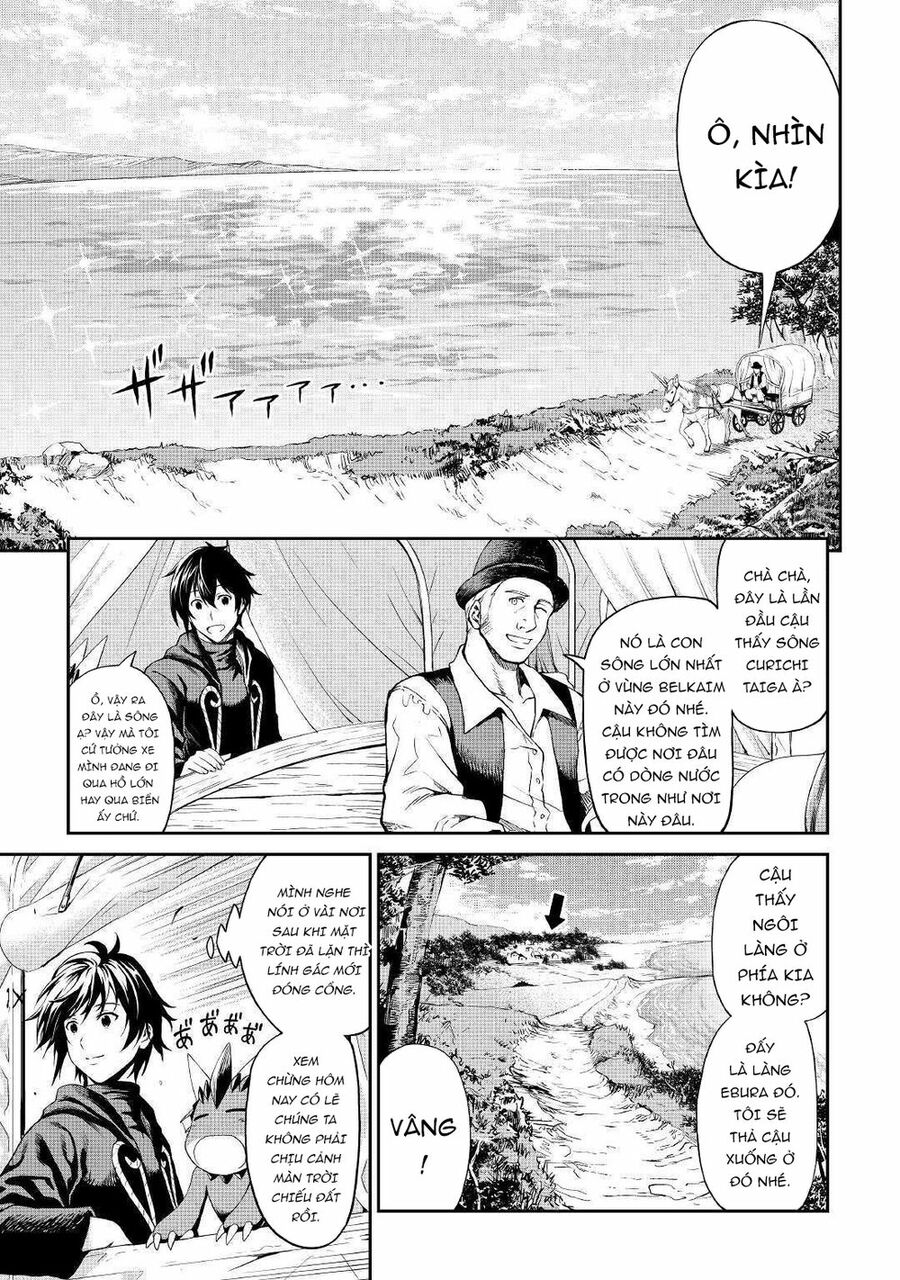 Ô, NHÌN
KÌA!
ザザァァァァ...
CHÀ CHÀ,
ĐÂY LÀ LẦN
ĐẦU CẬU
THẤY SÔNG
CURICHI
TAIGA À?
NÓ LÀ CON
SÔNG LỚN NHẤT
Ở VÙNG BELKAIM
NÀY ĐÓ NHÉ.
CẬU KHÔNG TÌM
ĐƯỢC NƠI ĐÂU
CÓ DÒNG NƯỚC
TRONG NHƯ NƠI
NÀY ĐÂU.
Ồ, VẬY RA
ĐÂY LÀ SÔNG
Ạ? VẬY MÀ TÔI
CỨ TƯỞNG XE
MÌNH ĐANG ĐI
QUA HỒ LỚN
HAY QUA BIỂN
ẤY CHỨ.
CẬU
THẤY
NGÔI
LÀNG Ở
PHÍA KIA
KHÔNG?
ĐẤY
LÀ LÀNG
EBURA ĐÓ.
TÔI SẼ
THẢ CẬU
XUỐNG Ở
ĐÓ NHÉ.
VÂNG
!
MÌNH NGHE
NÓI Ở VÀI NƠI
SAU KHI MẶT
TRỜI ĐÃ LẶN THÌ
LÍNH GÁC MỚI
ĐÓNG CỔNG.
XEM
CHỪNG HÔM
NAY CÓ LẼ
CHÚNG TA
KHÔNG PHẢI
CHỊU CẢNH
MÀN TRỜI
CHIẾU ĐẤT
RỒI.
あ゛あ゛あ゛あ゛